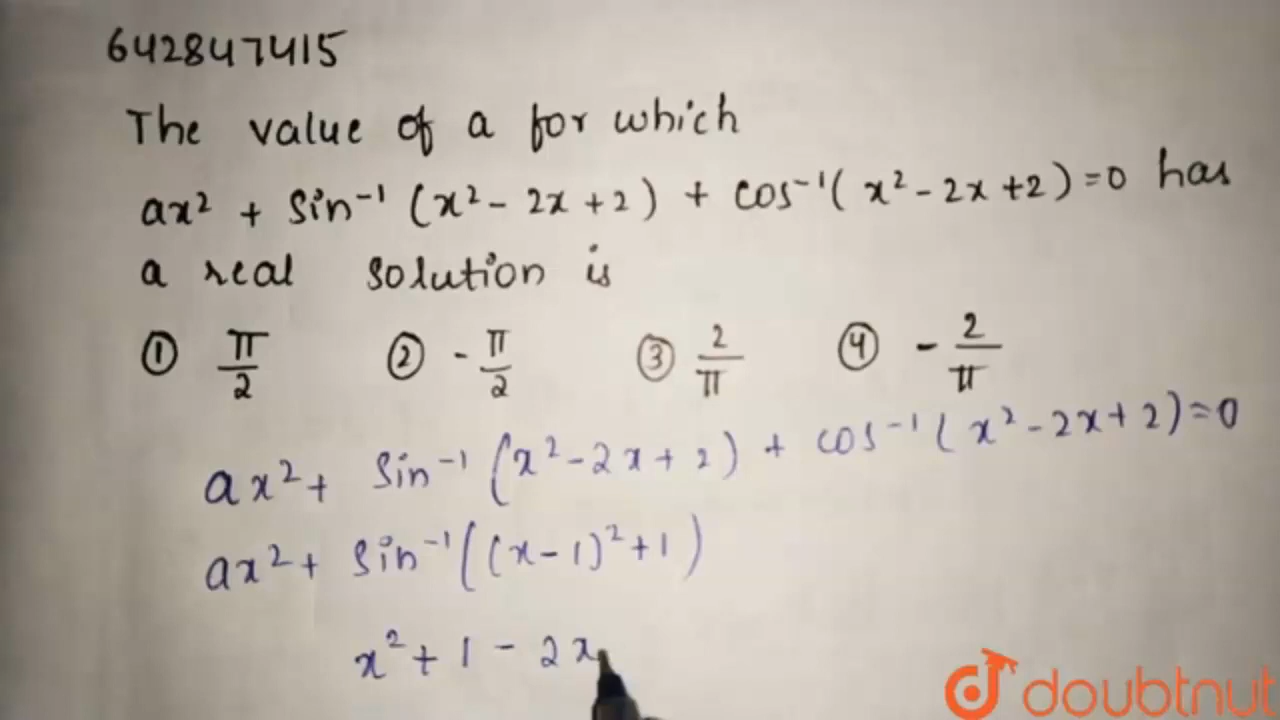 642847415
The value of a for which
ax² + Sin⁻¹ (x² - 2x + 2) + cos⁻¹ ( x² - 2x + 2 ) = 0 has
a real solution is
① π/2 ② - π/2 ③ 2/π ④ - 2/π
ax² + Sin⁻¹ (x² - 2x + 2) + cos⁻¹ ( x² - 2x + 2 ) = 0
ax² + Sin⁻¹ ((x - 1)² + 1)
x² + 1 - 2x
doubtnut